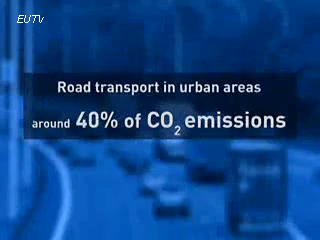 EUTV
Road transport in urban areas
around 40% of CO₂ emissions